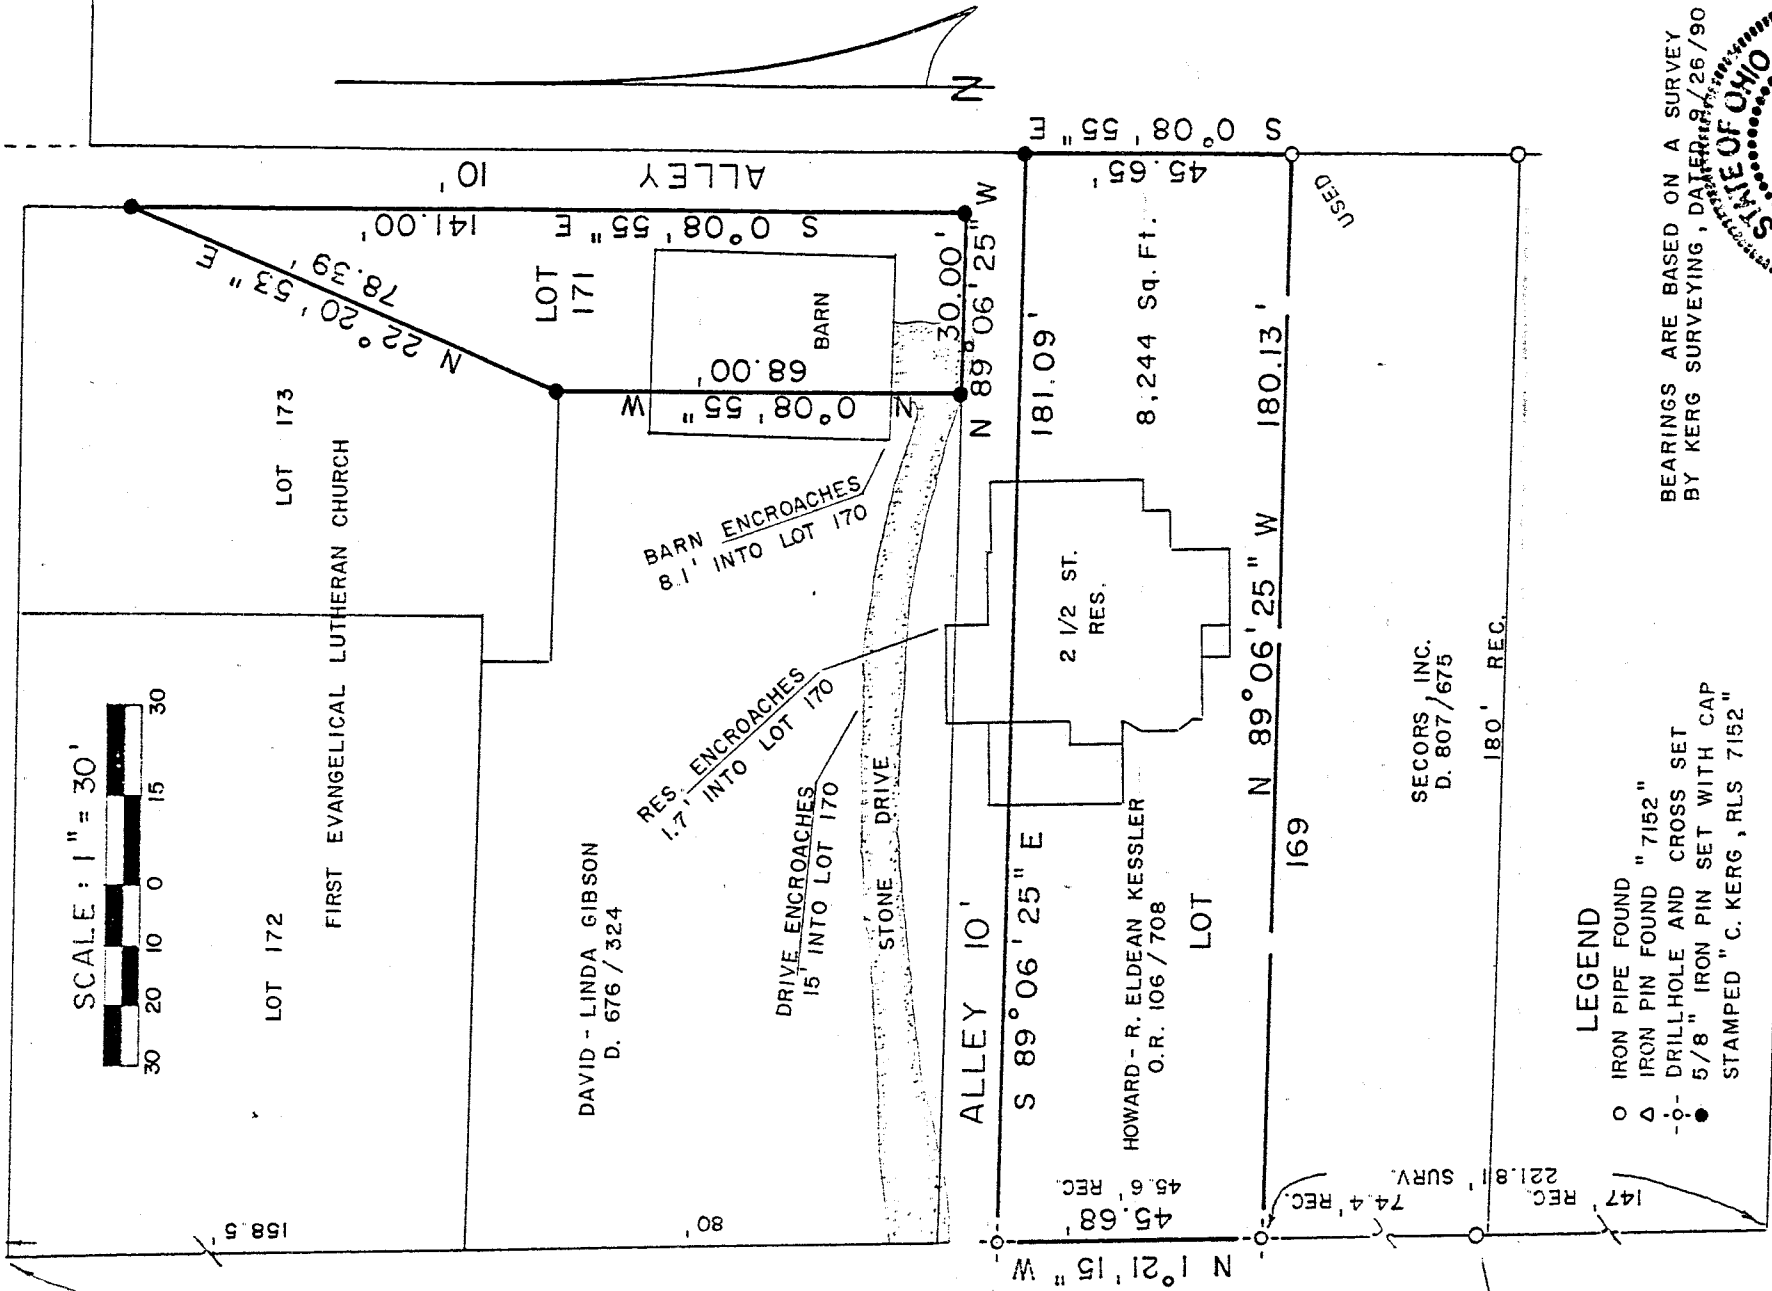 SCALE : 1" = 30'
30 20 10 0 15 30
N
LOT 172
LOT 173
FIRST EVANGELICAL LUTHERAN CHURCH
ALLEY 10'
S 0°08'55" E 141.00'
N 22°20'53" E
78.39'
LOT
171
BARN
68.00'
N 0°08'55" W
30.00'
N 89°06'25" W
BARN ENCROACHES
8.1' INTO LOT 170
RES. ENCROACHES
1.7' INTO LOT 170
DRIVE ENCROACHES
15' INTO LOT 170
STONE DRIVE
DAVID - LINDA GIBSON
D. 676 / 324
158.5'
80'
ALLEY 10'
S 89°06'25" E
181.09'
S 0°08'55" E
45.65'
8,244 Sq. Ft.
2 1/2 ST.
RES.
HOWARD - R. ELDEAN KESSLER
O.R. 106 / 708
LOT
169
N 89°06'25" W
180.13'
USED
45.6' REC.
45.68'
N 1°21'15" W
SECORS, INC.
D. 807 / 675
180' REC.
74.4' REC.
221.81' SURV.
147' REC.
LEGEND
○ IRON PIPE FOUND
△ IRON PIN FOUND "7152"
-○- DRILLHOLE AND CROSS SET
● 5/8" IRON PIN SET WITH CAP
STAMPED "C. KERG, RLS 7152"
BEARINGS ARE BASED ON A SURVEY
BY KERG SURVEYING, DATED 9/26/90
STATE OF OHIO